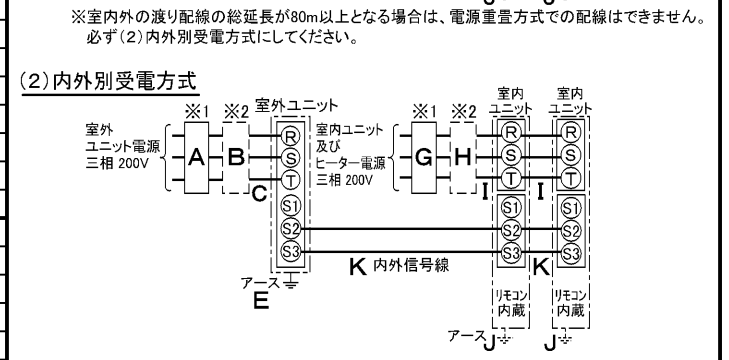 ※室内外の渡り配線の総延長が80m以上となる場合は、電源重畳方式での配線はできません。
必ず(2)内外別受電方式にしてください。
(2)内外別受電方式
※1 ※2 室外ユニット
室外
ユニット電源
三相 200V
A
B
C
R
S
T
S1
S2
S3
アース
E
※1 ※2
室内ユニット
及び
ヒーター電源
三相 200V
G
H
I
室内
ユニット
R
S
T
S1
S2
S3
リモコン
内蔵
アース
J
K 内外信号線
室内
ユニット
I
R
S
T
S1
S2
S3
K
リモコン
内蔵
J